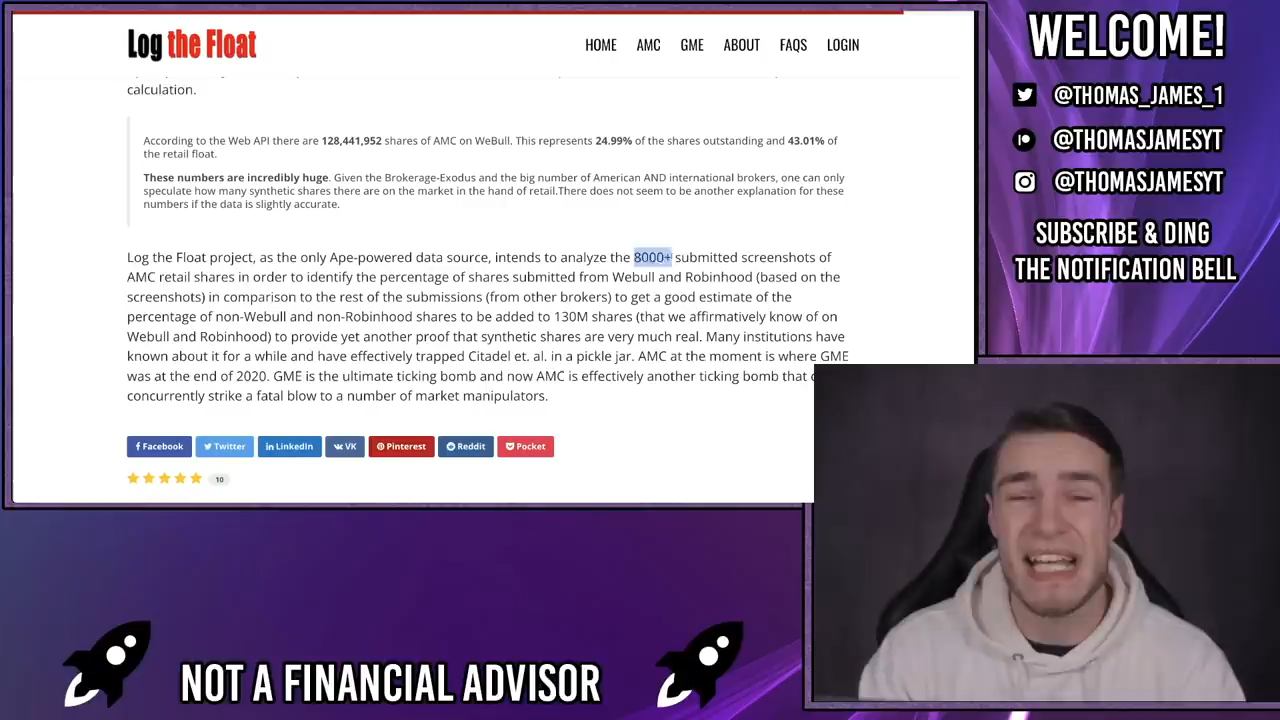 Log the Float
HOME AMC GME ABOUT FAQS LOGIN
calculation.
According to the Web API there are 128,441,952 shares of AMC on WeBull. This represents 24.99% of the shares outstanding and 43.01% of
the retail float.
These numbers are incredibly huge. Given the Brokerage-Exodus and the big number of American AND international brokers, one can only
speculate how many synthetic shares there are on the market in the hand of retail.There does not seem to be another explanation for these
numbers if the data is slightly accurate.
Log the Float project, as the only Ape-powered data source, intends to analyze the 8000+ submitted screenshots of
AMC retail shares in order to identify the percentage of shares submitted from Webull and Robinhood (based on the
screenshots) in comparison to the rest of the submissions (from other brokers) to get a good estimate of the
percentage of non-Webull and non-Robinhood shares to be added to 130M shares (that we affirmatively know of on
Webull and Robinhood) to provide yet another proof that synthetic shares are very much real. Many institutions have
known about it for a while and have effectively trapped Citadel et. al. in a pickle jar. AMC at the moment is where GME
was at the end of 2020. GME is the ultimate ticking bomb and now AMC is effectively another ticking bomb that
concurrently strike a fatal blow to a number of market manipulators.
Facebook Twitter LinkedIn VK Pinterest Reddit Pocket
10
WELCOME!
@THOMAS_JAMES_1
@THOMASJAMESYT
@THOMASJAMESYT
SUBSCRIBE & DING
THE NOTIFICATION BELL
NOT A FINANCIAL ADVISOR